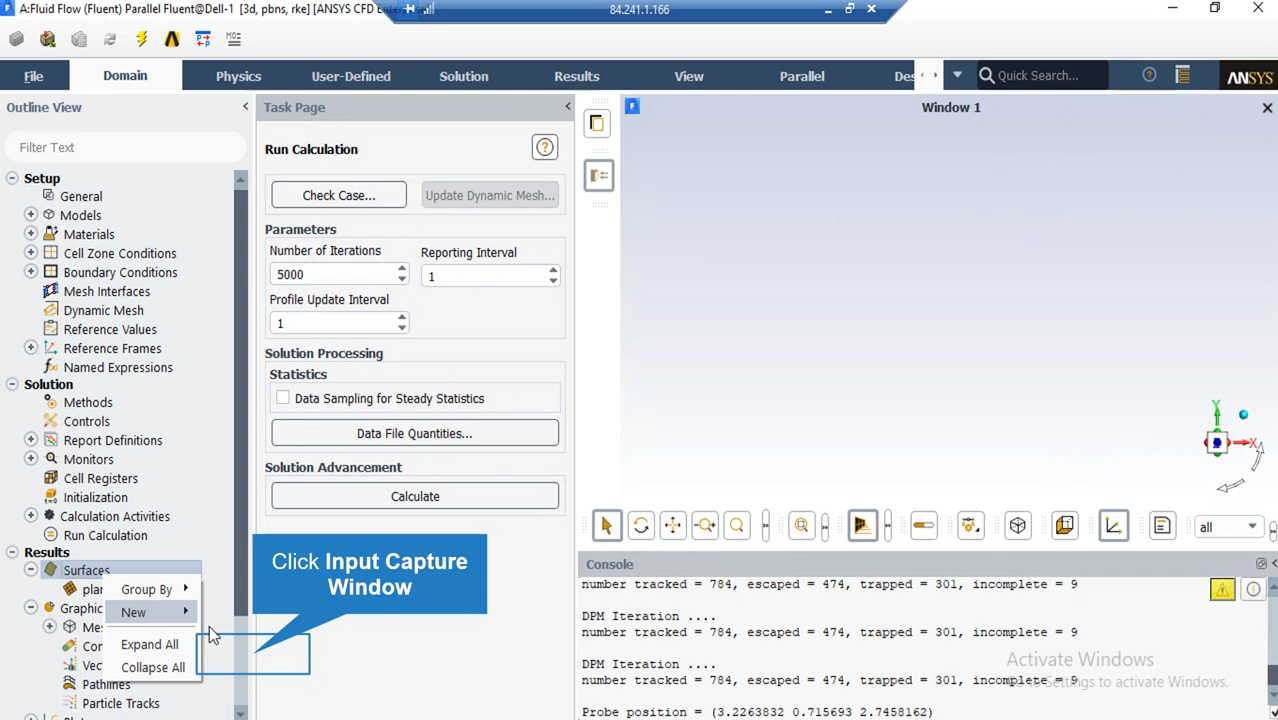 A:Fluid Flow (Fluent) Parallel Fluent@Dell-1 [3d, pbns, rke] [ANSYS CFD
84.241.1.166
File
Domain
Physics
User-Defined
Solution
Results
View
Parallel
Quick Search...
ANSYS
Outline View
Task Page
Window 1
Filter Text
Setup
General
Models
Materials
Cell Zone Conditions
Boundary Conditions
Mesh Interfaces
Dynamic Mesh
Reference Values
Reference Frames
Named Expressions
Solution
Methods
Controls
Report Definitions
Monitors
Cell Registers
Initialization
Calculation Activities
Run Calculation
Results
Surfaces
Pathlines
Particle Tracks
Group By
New
Expand All
Collapse All
Run Calculation
Check Case...
Update Dynamic Mesh...
Parameters
Number of Iterations
Reporting Interval
5000
1
Profile Update Interval
1
Solution Processing
Statistics
Data Sampling for Steady Statistics
Data File Quantities...
Solution Advancement
Calculate
Click Input Capture
Window
Y
X
all
Console
number tracked = 784, escaped = 474, trapped = 301, incomplete = 9
DPM Iteration ....
number tracked = 784, escaped = 474, trapped = 301, incomplete = 9
DPM Iteration ....
number tracked = 784, escaped = 474, trapped = 301, incomplete = 9
Probe position = (3.2263832 0.715693 2.7458162)
Activate Windows
Go to Settings to activate Windows.